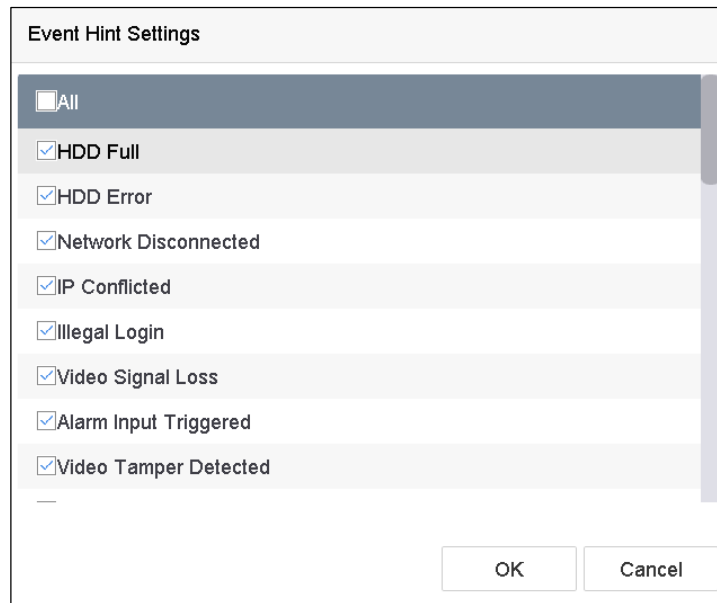 Event Hint Settings
All
HDD Full
HDD Error
Network Disconnected
IP Conflicted
Illegal Login
Video Signal Loss
Alarm Input Triggered
Video Tamper Detected
OK
Cancel